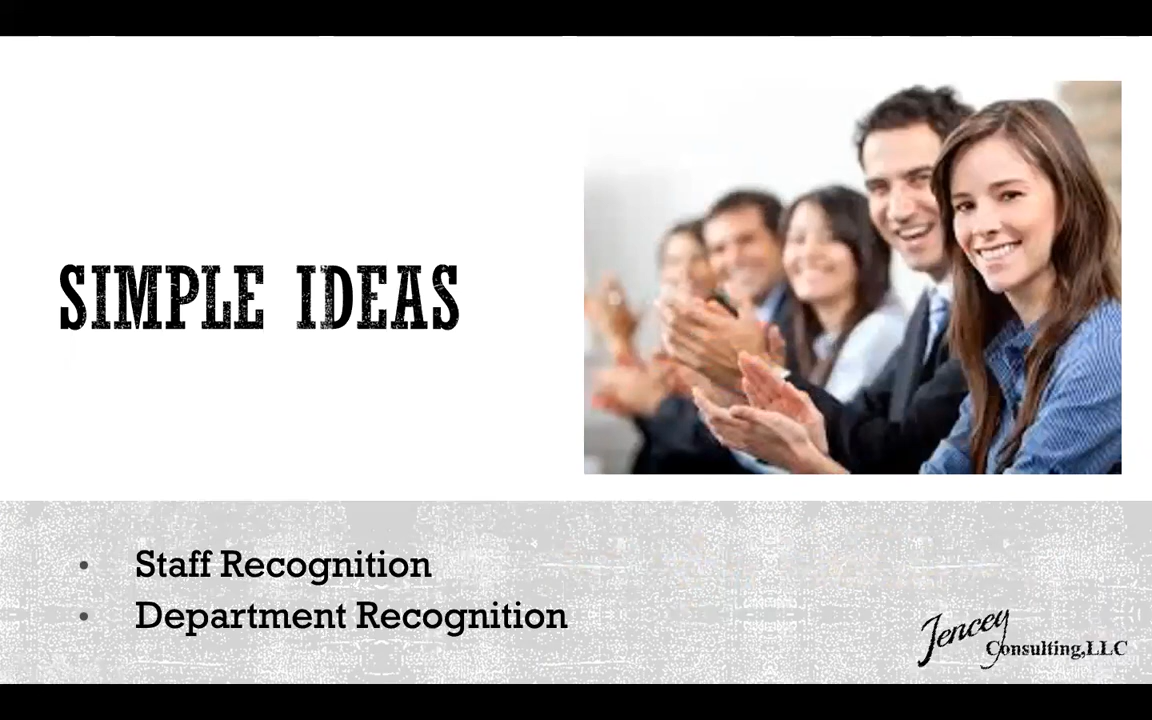 SIMPLE IDEAS
• Staff Recognition
• Department Recognition
Jencey
Consulting,LLC